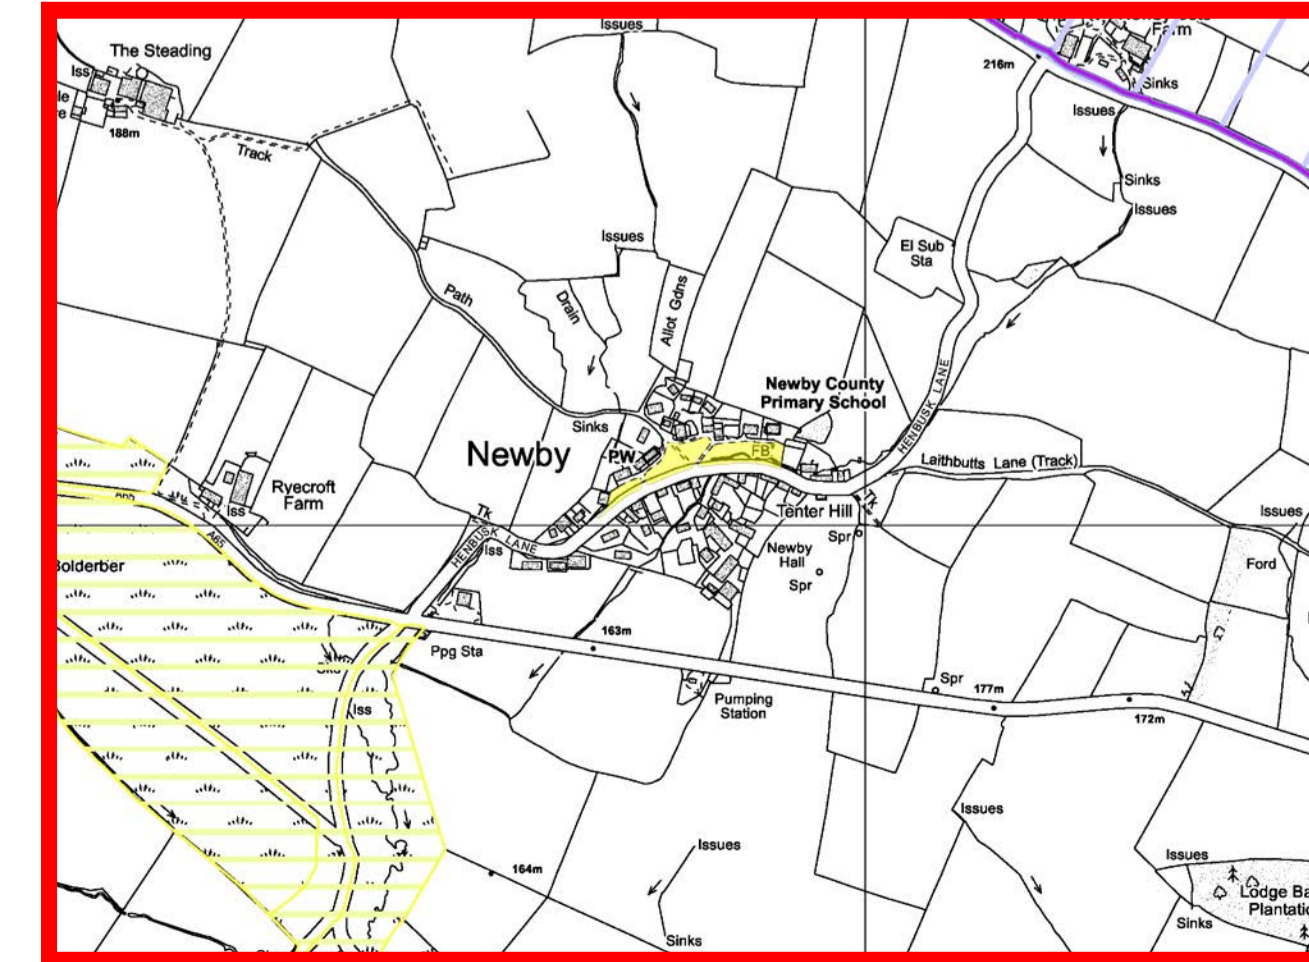 Issues
Farm
The Steading
216m
Iss
Sinks
Issues
188m
Track
Sinks
Issues
Issues
El Sub
Sta
Path
Drain
Allot Gdns
HENBUSK LANE
Newby County
Primary School
Sinks
Newby
PW
FB
Laithbutts Lane (Track)
Ryecroft
Farm
Iss
Tk
Tenter Hill
Tk
Issues
A65
HENBUSK LANE
Iss
Spr
Newby
Hall
Spr
Ford
163m
Ppg Sta
Spr
177m
Pumping
Station
172m
Iss
Issues
Issues
Issues
164m
Lodge
Sinks
Sinks